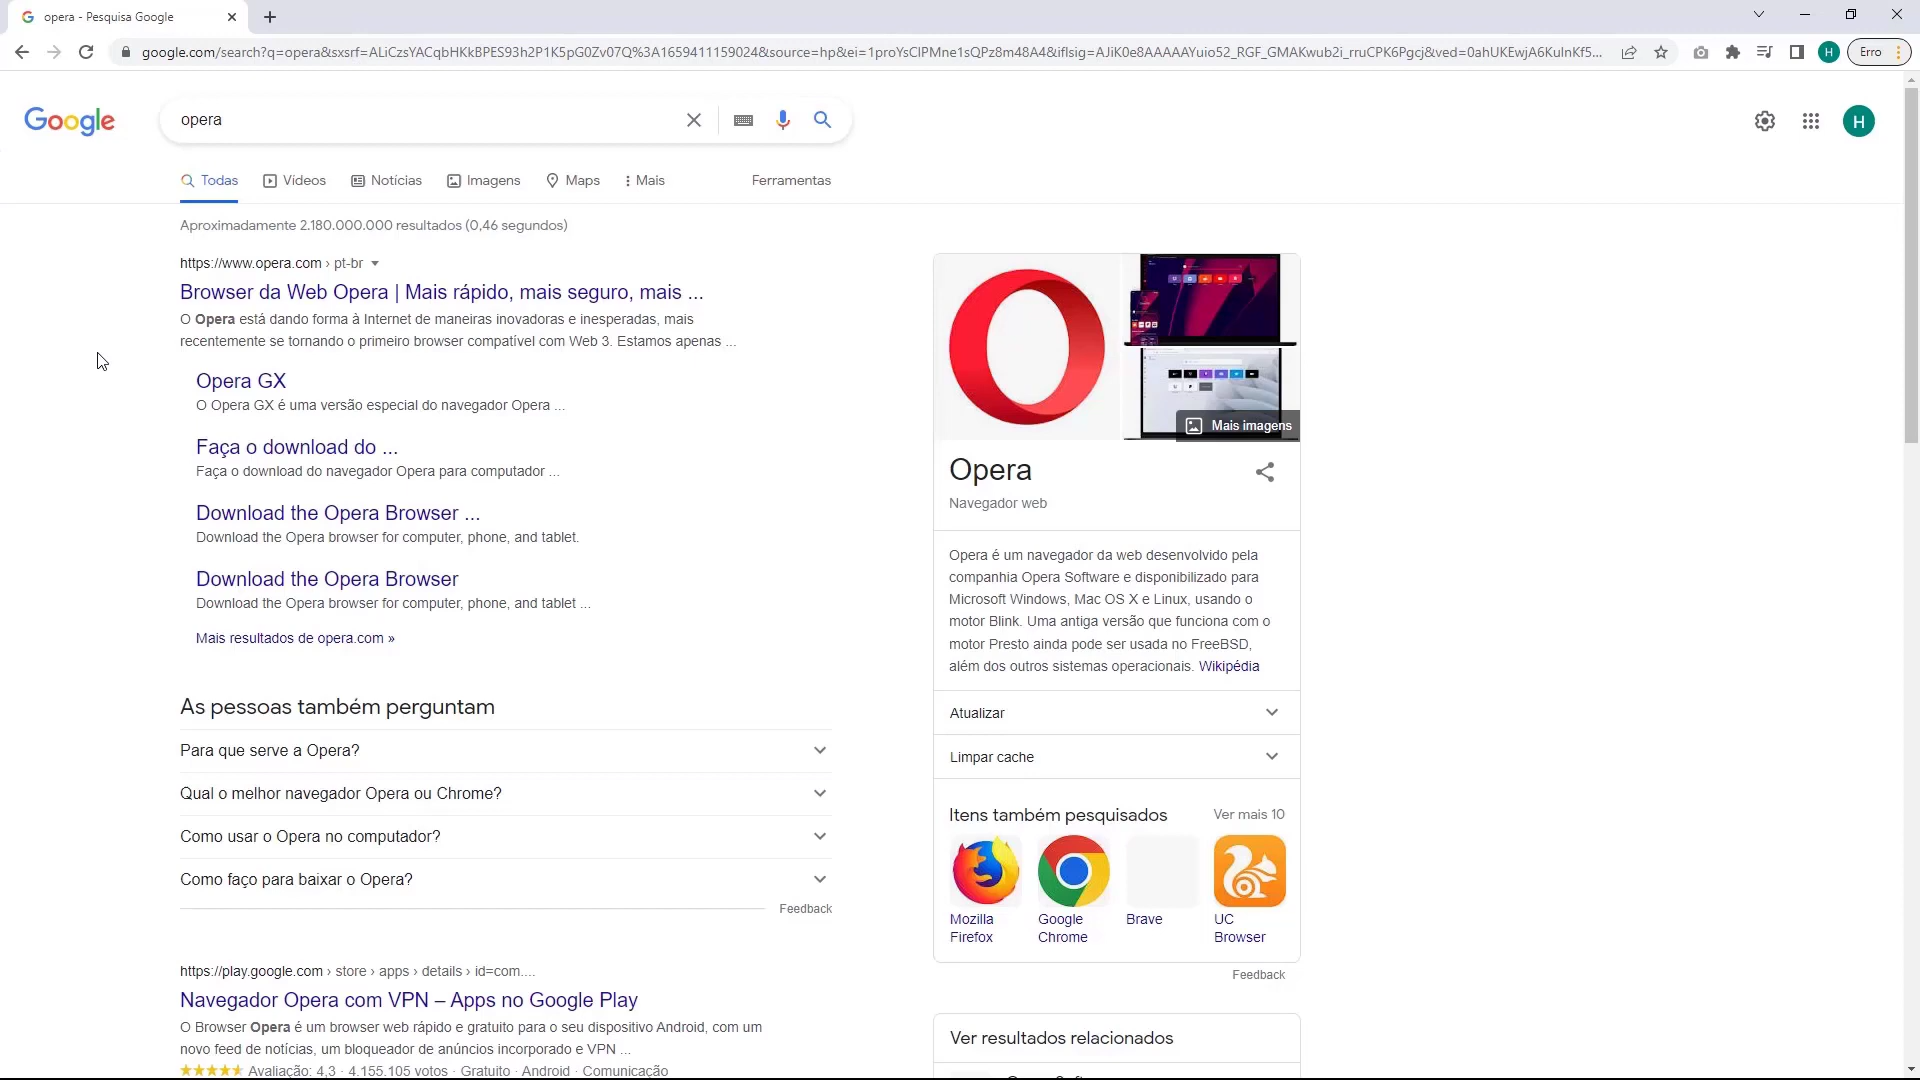 opera - Pesquisa Google
google.com/search?q=opera&sxsrf=ALiCzsYACqbHKkBPES93h2P1K5pG0Zv07Q%3A1659411159024&source=hp&ei=1proYsClPMne1sQPz8m48A4&iflsig=AJiK0e8AAAAAYuio52_RGF_GMAKwub2i_rruCPK6Pgcj&ved=0ahUKEwjA6KulnKf5...
H
Erro
Google
opera
H
Todas
Vídeos
Notícias
Imagens
Maps
Mais
Ferramentas
Aproximadamente 2.180.000.000 resultados (0,46 segundos)
https://www.opera.com › pt-br
Browser da Web Opera | Mais rápido, mais seguro, mais ...
O Opera está dando forma à Internet de maneiras inovadoras e inesperadas, mais
recentemente se tornando o primeiro browser compatível com Web 3. Estamos apenas ...
Opera GX
O Opera GX é uma versão especial do navegador Opera ...
Faça o download do ...
Faça o download do navegador Opera para computador ...
Download the Opera Browser ...
Download the Opera browser for computer, phone, and tablet.
Download the Opera Browser
Download the Opera browser for computer, phone, and tablet ...
Mais resultados de opera.com »
As pessoas também perguntam
Para que serve a Opera?
Qual o melhor navegador Opera ou Chrome?
Como usar o Opera no computador?
Como faço para baixar o Opera?
Feedback
https://play.google.com › store › apps › details › id=com....
Navegador Opera com VPN – Apps no Google Play
O Browser Opera é um browser web rápido e gratuito para o seu dispositivo Android, com um
novo feed de notícias, um bloqueador de anúncios incorporado e VPN ...
Avaliação: 4,3 · 4.155.105 votos · Gratuito · Android · Comunicação
Mais imagens
Opera
Navegador web
Opera é um navegador da web desenvolvido pela
companhia Opera Software e disponibilizado para
Microsoft Windows, Mac OS X e Linux, usando o
motor Blink. Uma antiga versão que funciona com o
motor Presto ainda pode ser usada no FreeBSD,
além dos outros sistemas operacionais. Wikipédia
Atualizar
Limpar cache
Itens também pesquisados
Ver mais 10
Mozilla
Firefox
Google
Chrome
Brave
UC
Browser
Feedback
Ver resultados relacionados